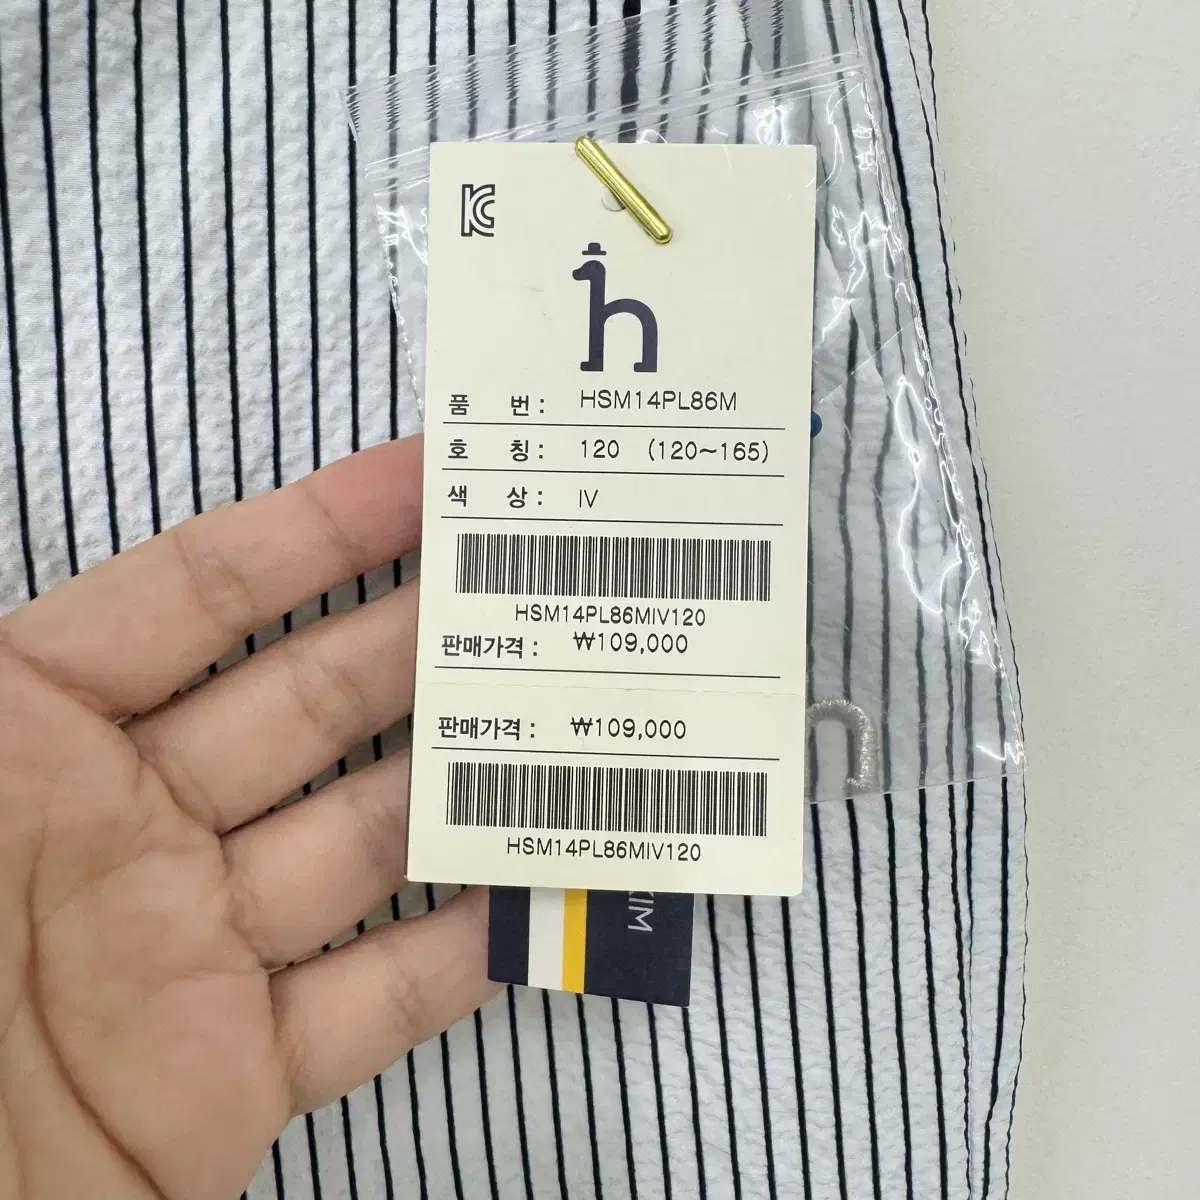 KC
h
품 번 : HSM14PL86M
호 칭 : 120 (120~165)
색 상 : IV
HSM14PL86MIV120
판매가격 : ₩109,000
판매가격 : ₩109,000
HSM14PL86MIV120
KIM